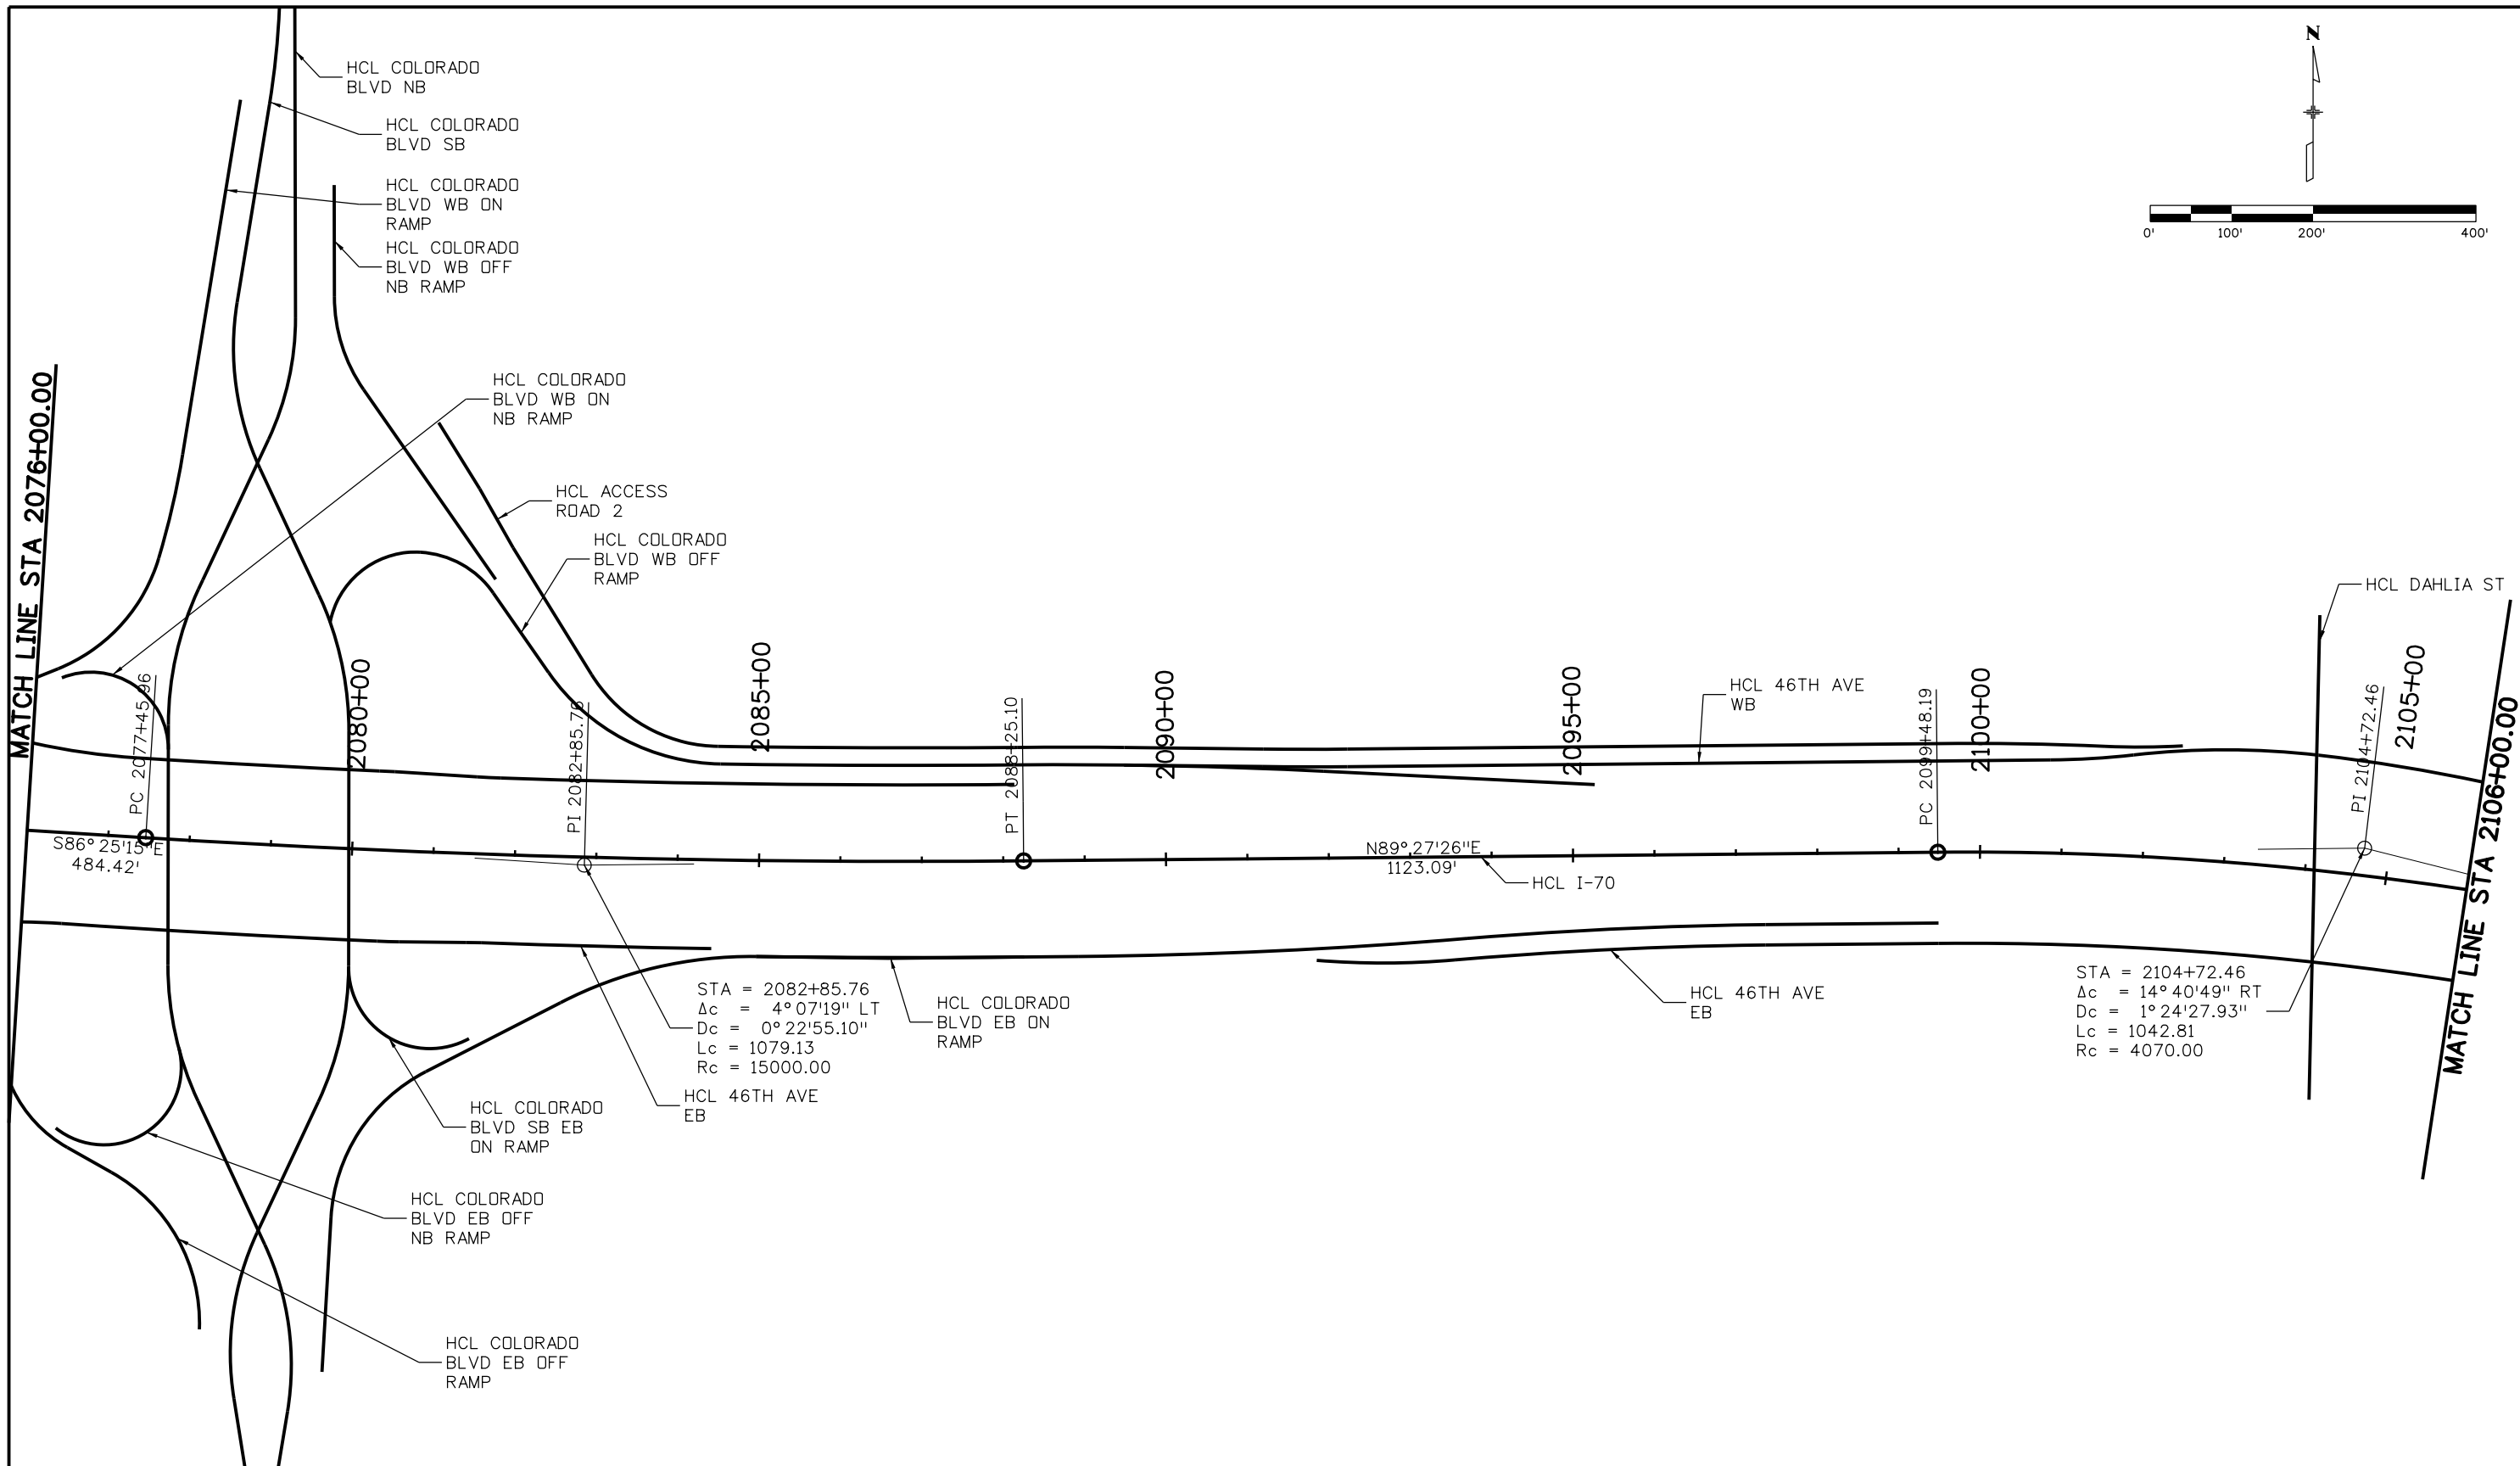 HCL COLORADO
BLVD NB
HCL COLORADO
BLVD SB
HCL COLORADO
BLVD WB ON
RAMP
HCL COLORADO
BLVD WB OFF
NB RAMP
N
0' 100' 200' 400'
HCL COLORADO
BLVD WB ON
NB RAMP
HCL ACCESS
ROAD 2
HCL COLORADO
BLVD WB OFF
RAMP
HCL DAHLIA ST
MATCH LINE STA 2076+00.00
PC 2077+45.96
2080+00
PI 2082+85.76
2085+00
PT 2088+25.10
2090+00
2095+00
HCL 46TH AVE
WB
PC 2099+48.19
2100+00
PI 2104+72.46
2105+00
MATCH LINE STA 2106+00.00
S86°25'15"E
484.42'
N89°27'26"E
1123.09'
HCL I-70
STA = 2082+85.76
Δc = 4°07'19" LT
Dc = 0°22'55.10"
Lc = 1079.13
Rc = 15000.00
HCL COLORADO
BLVD EB ON
RAMP
HCL 46TH AVE
EB
STA = 2104+72.46
Δc = 14°40'49" RT
Dc = 1°24'27.93"
Lc = 1042.81
Rc = 4070.00
HCL 46TH AVE
EB
HCL COLORADO
BLVD SB EB
ON RAMP
HCL COLORADO
BLVD EB OFF
NB RAMP
HCL COLORADO
BLVD EB OFF
RAMP